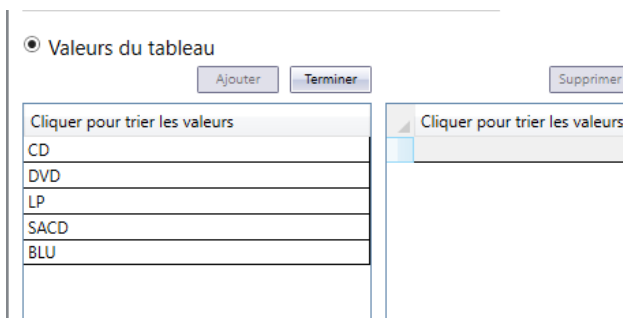 Valeurs du tableau
Ajouter Terminer Supprimer
Cliquer pour trier les valeurs Cliquer pour trier les valeurs
CD
DVD
LP
SACD
BLU